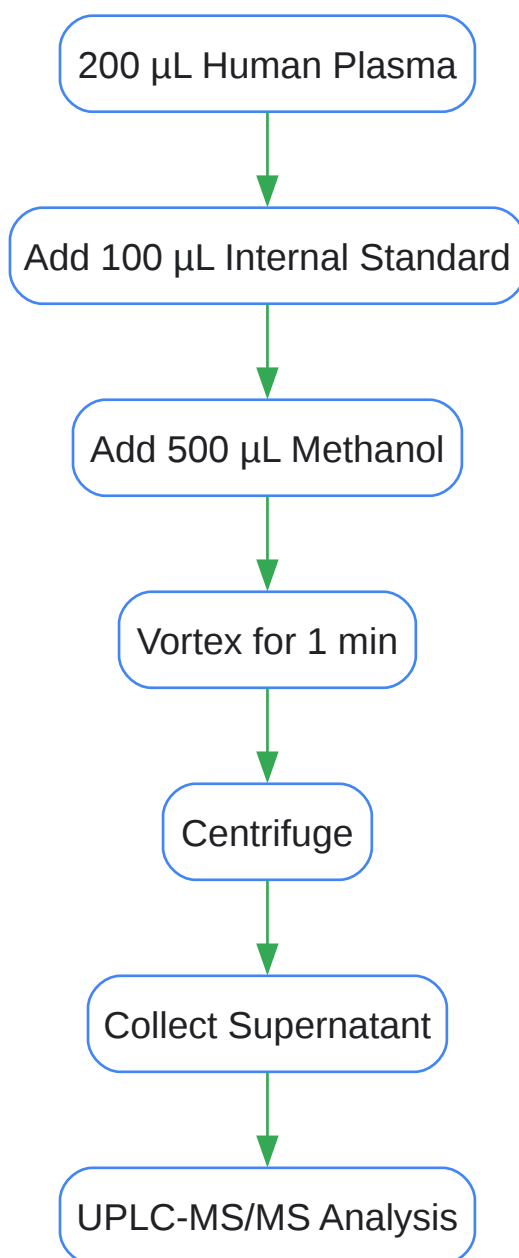 200 µL Human Plasma
Add 100 µL Internal Standard
Add 500 µL Methanol
Vortex for 1 min
Centrifuge
Collect Supernatant
UPLC-MS/MS Analysis